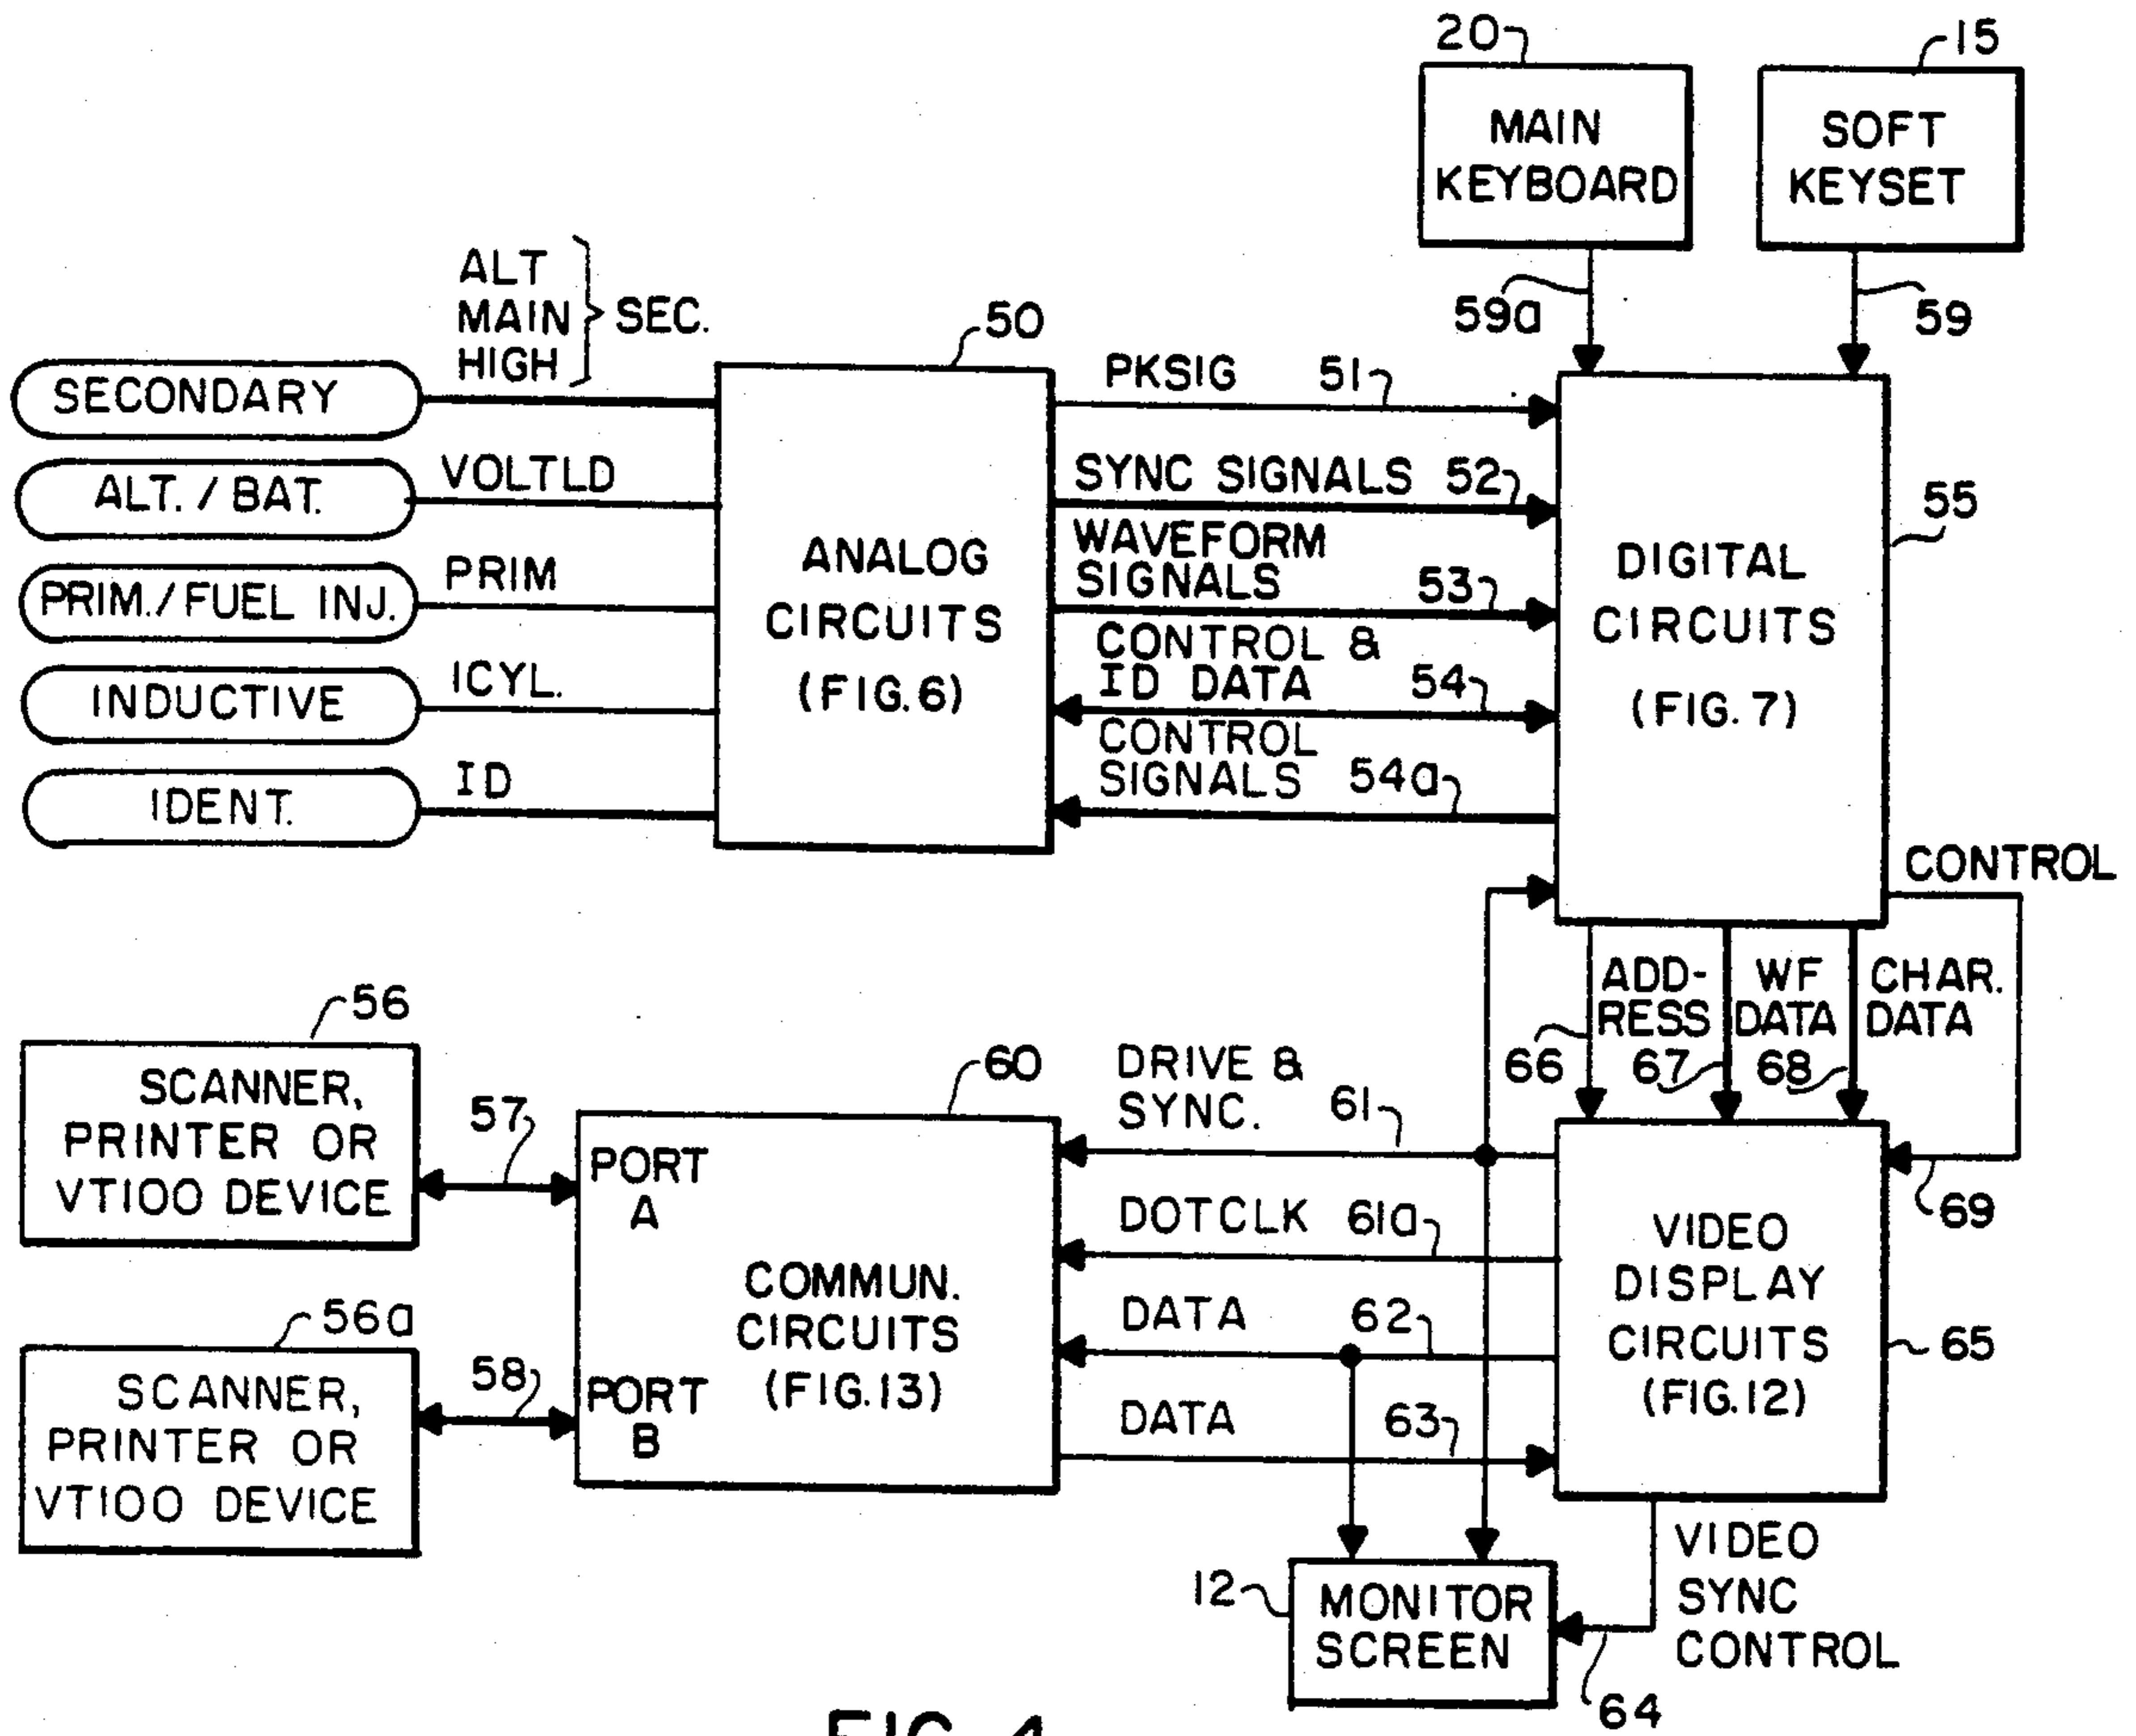 20
15
MAIN
KEYBOARD
SOFT
KEYSET
59a
59
ALT
MAIN
HIGH
SEC.
50
SECONDARY
PKSIG 51
ALT./BAT.
VOLTLD
SYNC SIGNALS 52
55
PRIM./FUEL INJ.
PRIM
WAVEFORM
SIGNALS 53
ANALOG
CIRCUITS
(FIG.6)
DIGITAL
CIRCUITS
(FIG. 7)
INDUCTIVE
ICYL.
CONTROL &
ID DATA 54
IDENT.
ID
CONTROL
SIGNALS 54a
CONTROL
ADD-
RESS
66
WF
DATA
67
CHAR.
DATA
68
56
SCANNER,
PRINTER OR
VT100 DEVICE
57
60
PORT
A
DRIVE &
SYNC. 61
69
DOTCLK 61a
COMMUN.
CIRCUITS
(FIG.13)
VIDEO
DISPLAY
CIRCUITS
(FIG.12)
65
56a
SCANNER,
PRINTER OR
VT100 DEVICE
58
PORT
B
DATA 62
DATA 63
12
MONITOR
SCREEN
VIDEO
SYNC
CONTROL
64
FIG. 4